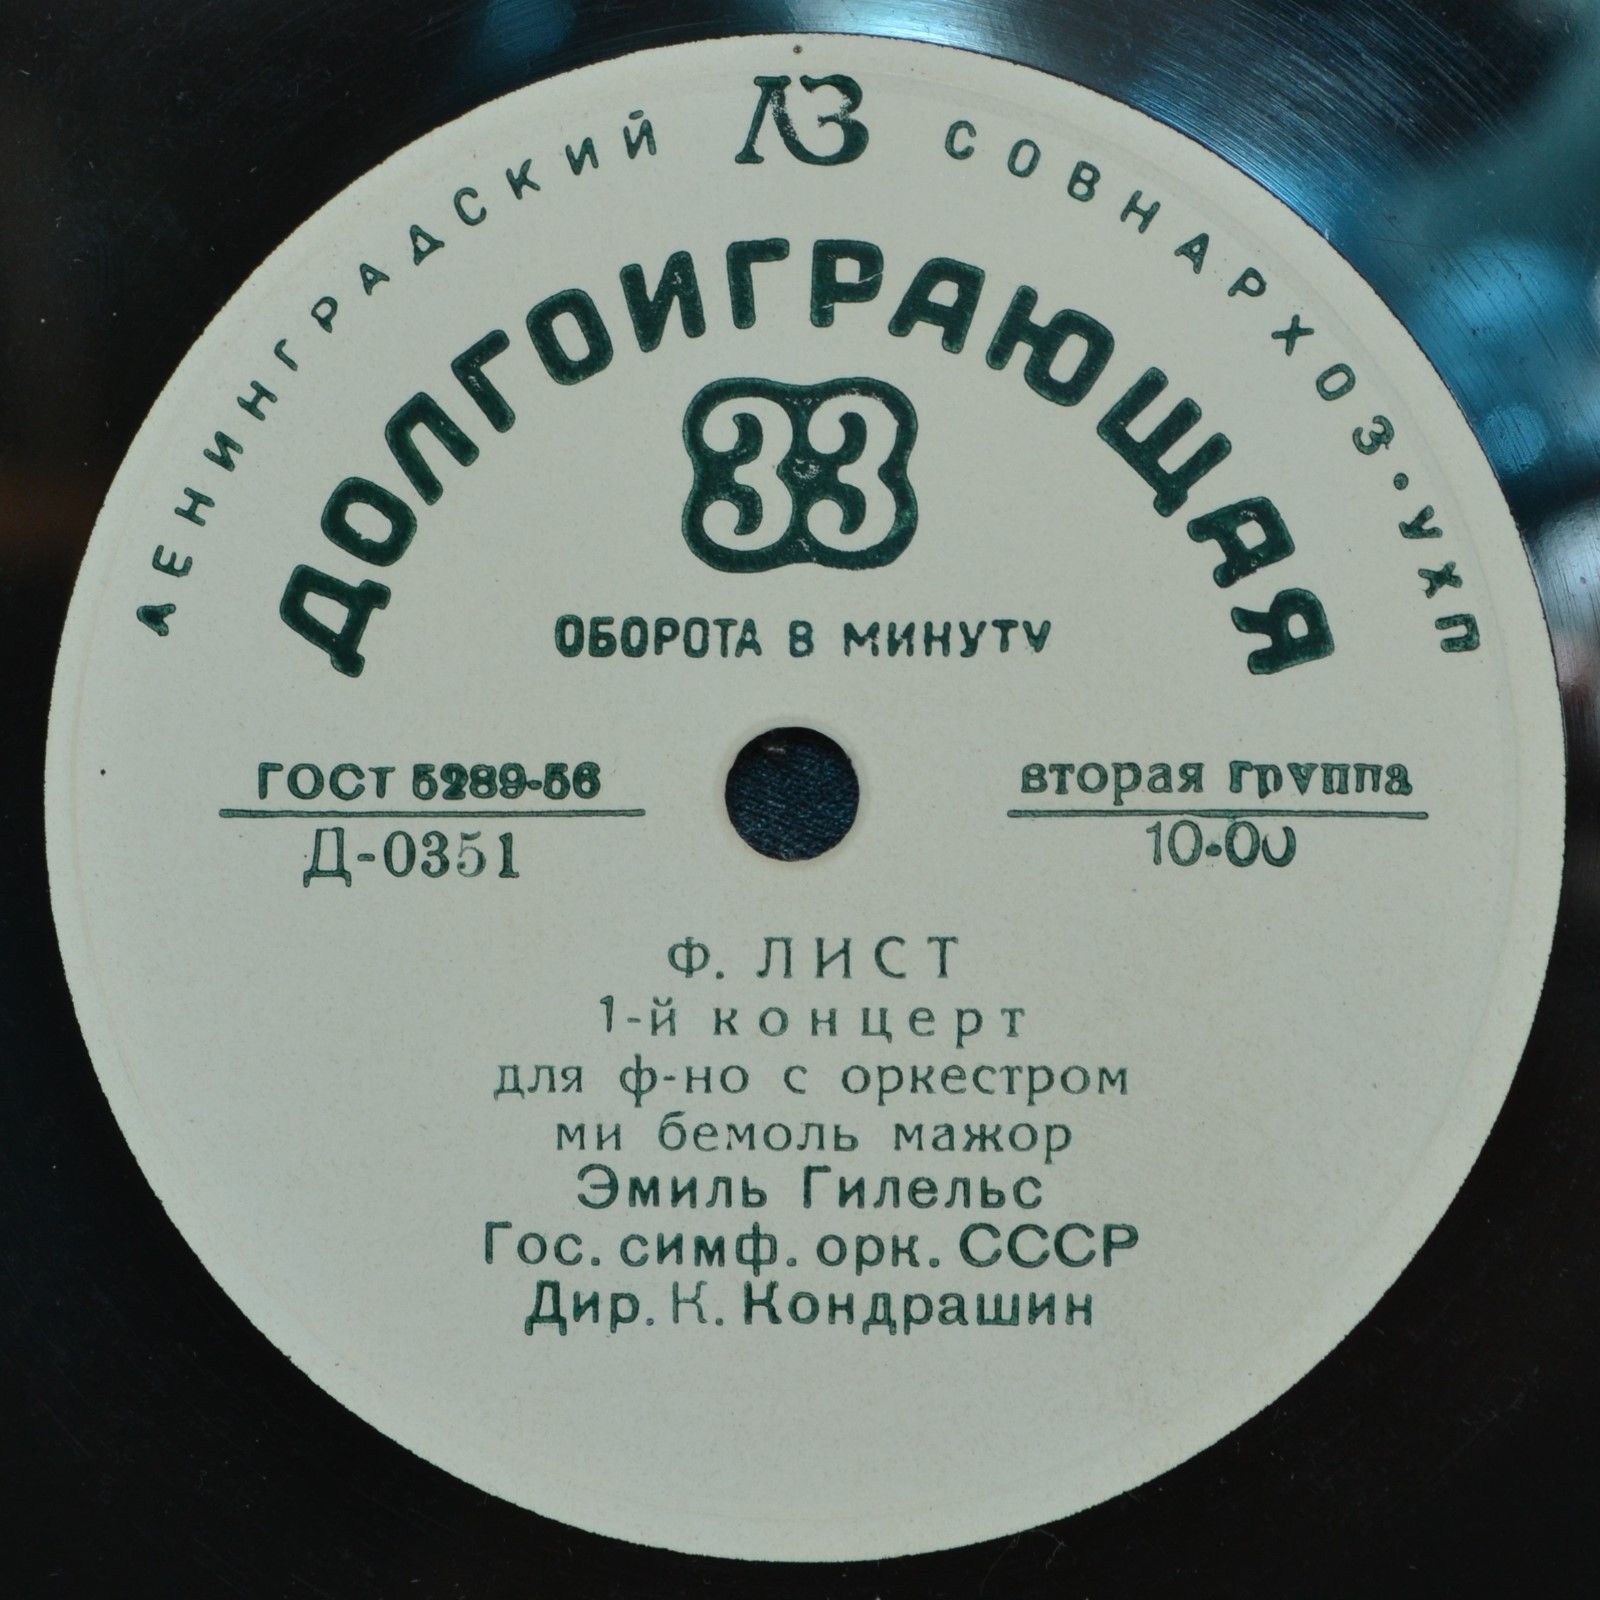 ЛЕНИНГРАДСКИЙ ЛЗ СОВНАРХОЗ·УХП
ДОЛГОИГРАЮЩАЯ
33
ОБОРОТА В МИНУТУ
ГОСТ 5289-56
Д-0351
вторая группа
10-00
Ф. ЛИСТ
1-й концерт
для ф-но с оркестром
ми бемоль мажор
Эмиль Гилельс
Гос. симф. орк. СССР
Дир. К. Кондрашин